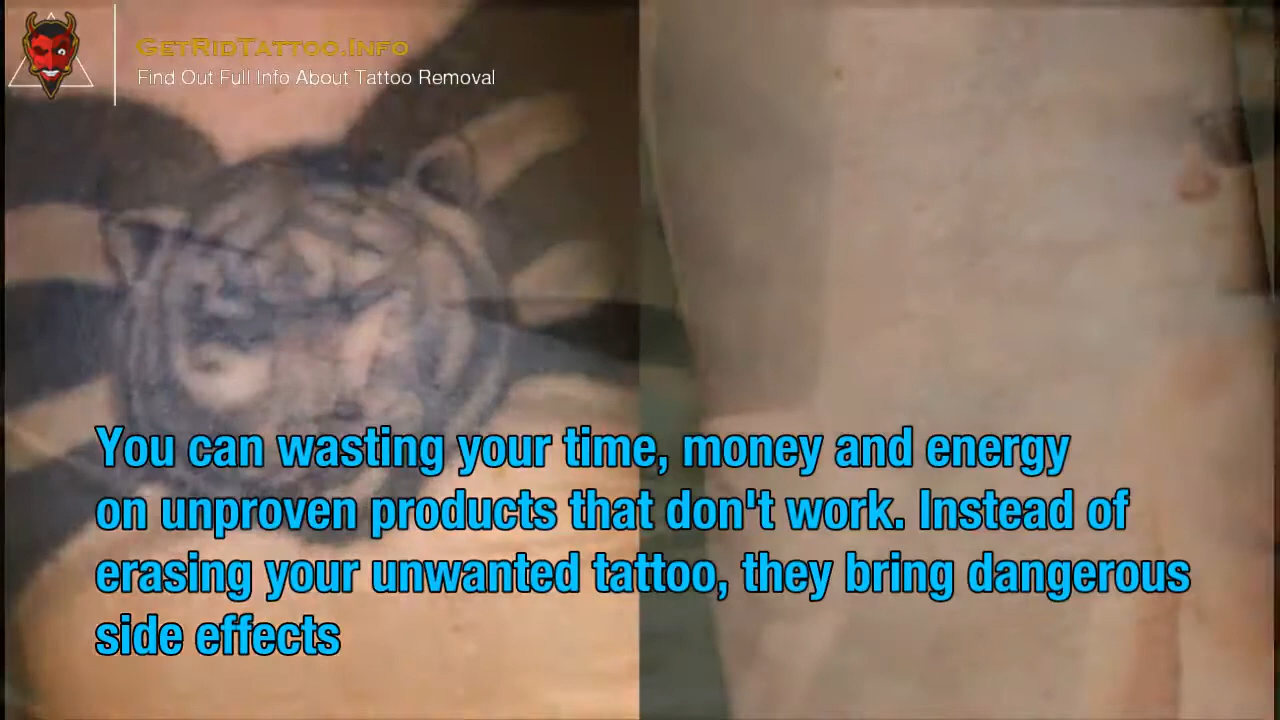 GetRidTattoo.Info
Find Out Full Info About Tattoo Removal
You can wasting your time, money and energy
on unproven products that don't work. Instead of
erasing your unwanted tattoo, they bring dangerous
side effects